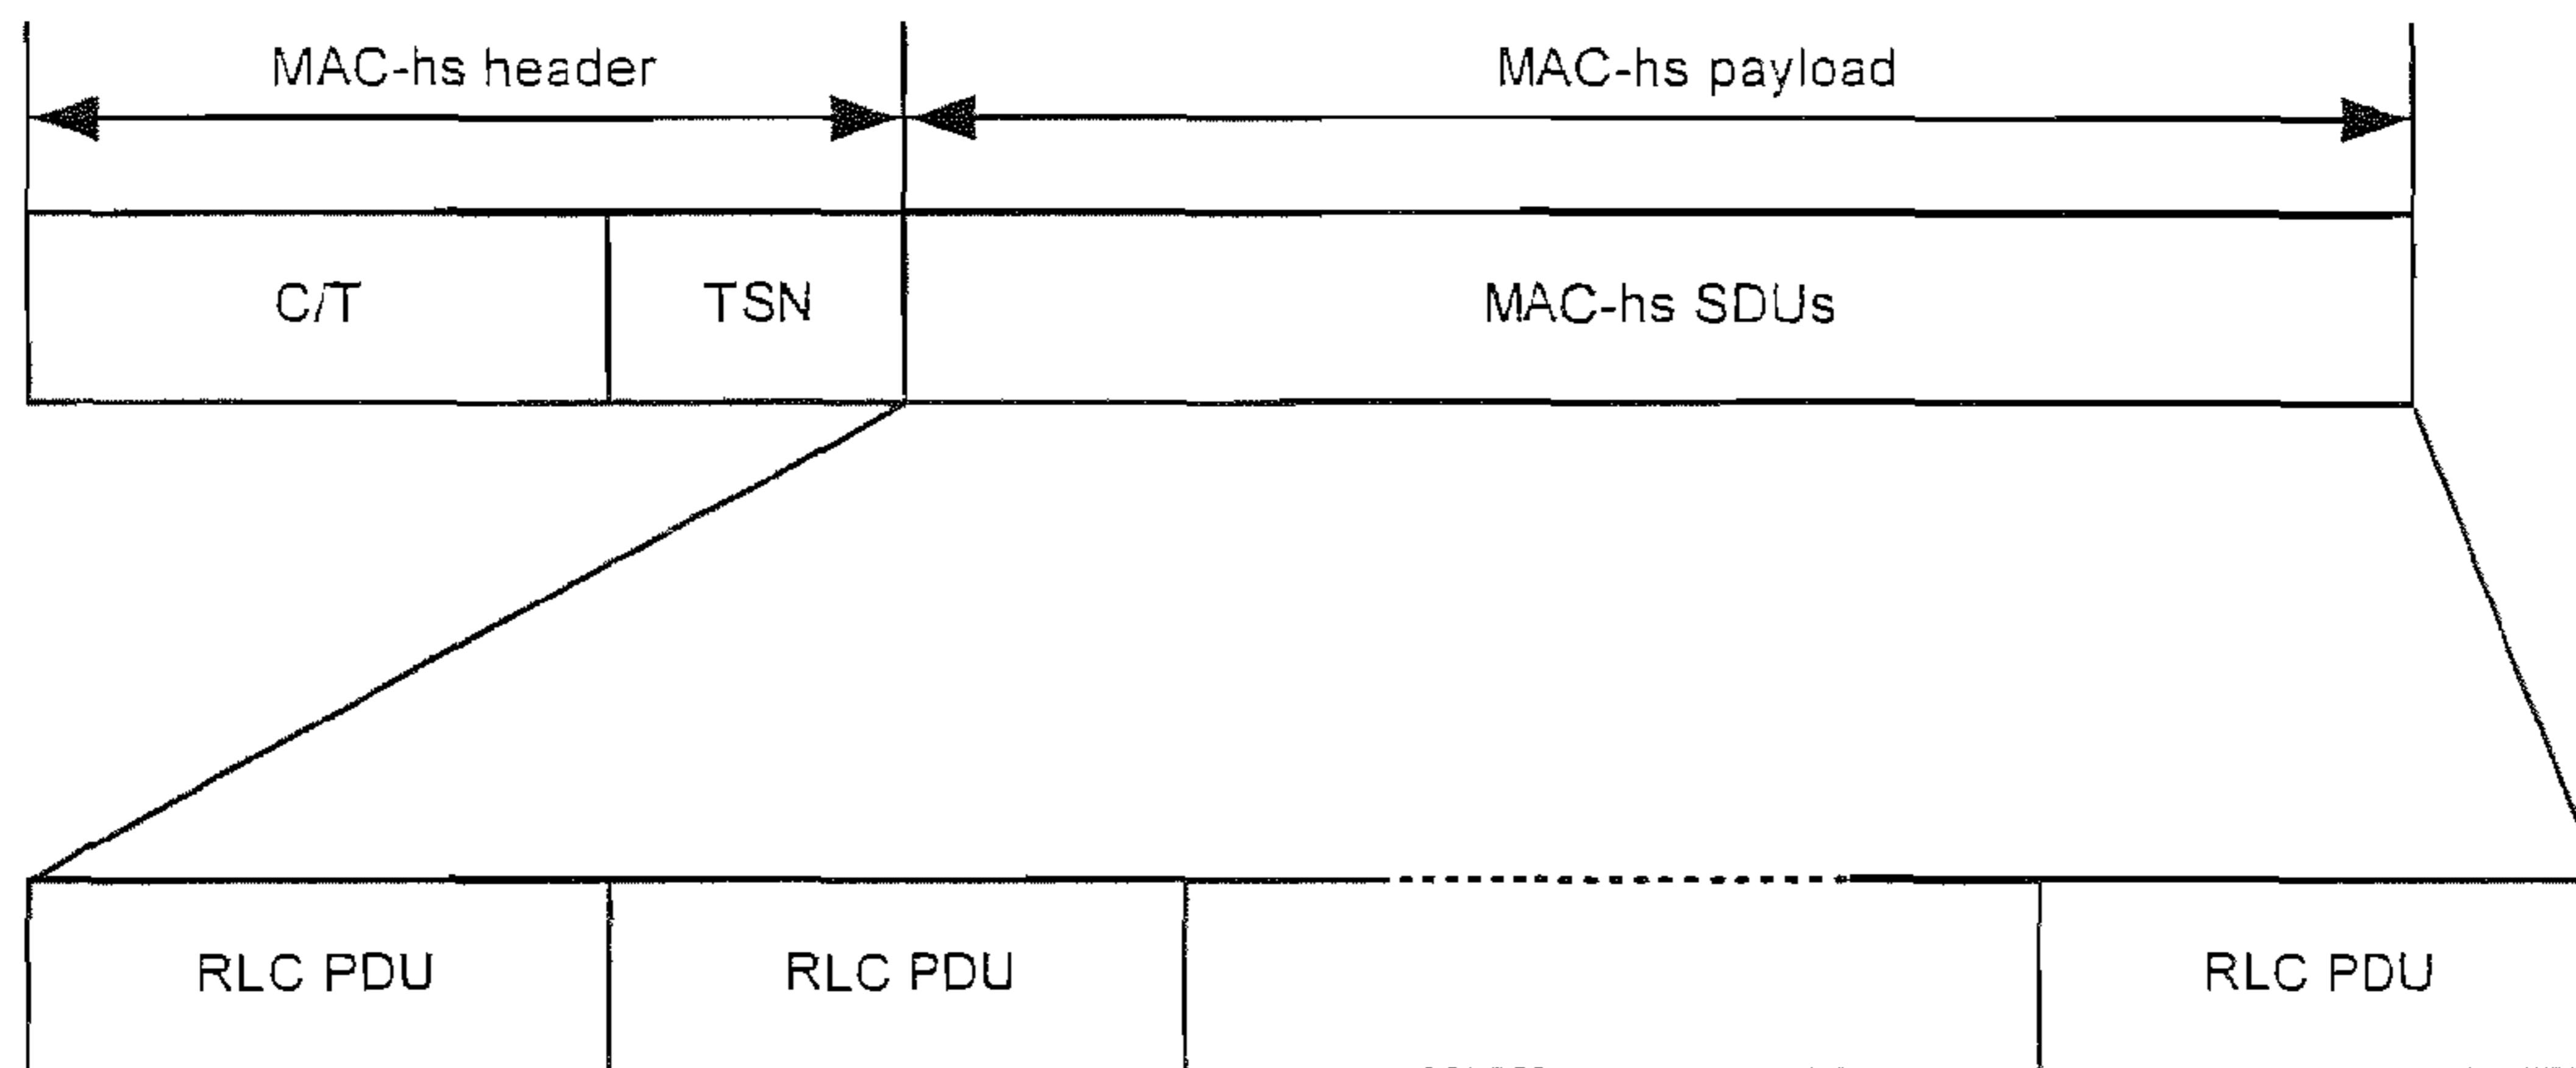 MAC-hs header MAC-hs payload
C/T TSN MAC-hs SDUs
RLC PDU RLC PDU RLC PDU